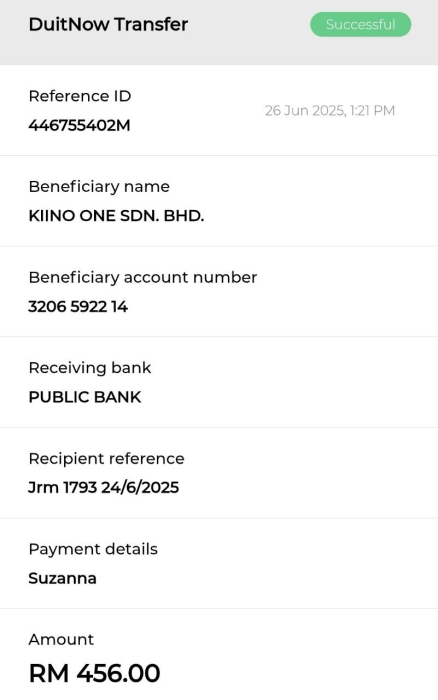 DuitNow Transfer
Successful
Reference ID
26 Jun 2025, 1:21 PM
446755402M
Beneficiary name
KIINO ONE SDN. BHD.
Beneficiary account number
3206 5922 14
Receiving bank
PUBLIC BANK
Recipient reference
Jrm 1793 24/6/2025
Payment details
Suzanna
Amount
RM 456.00